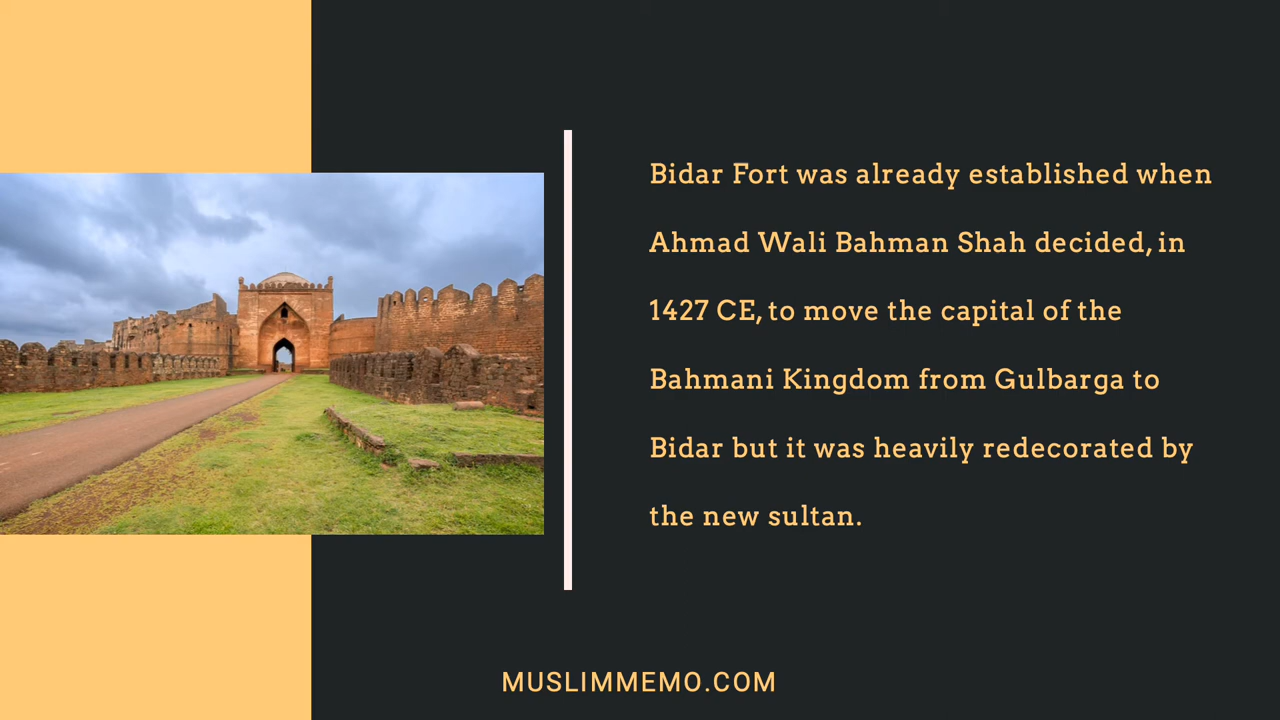 Bidar Fort was already established when
Ahmad Wali Bahman Shah decided, in
1427 CE, to move the capital of the
Bahmani Kingdom from Gulbarga to
Bidar but it was heavily redecorated by
the new sultan.
MUSLIMMEMO.COM